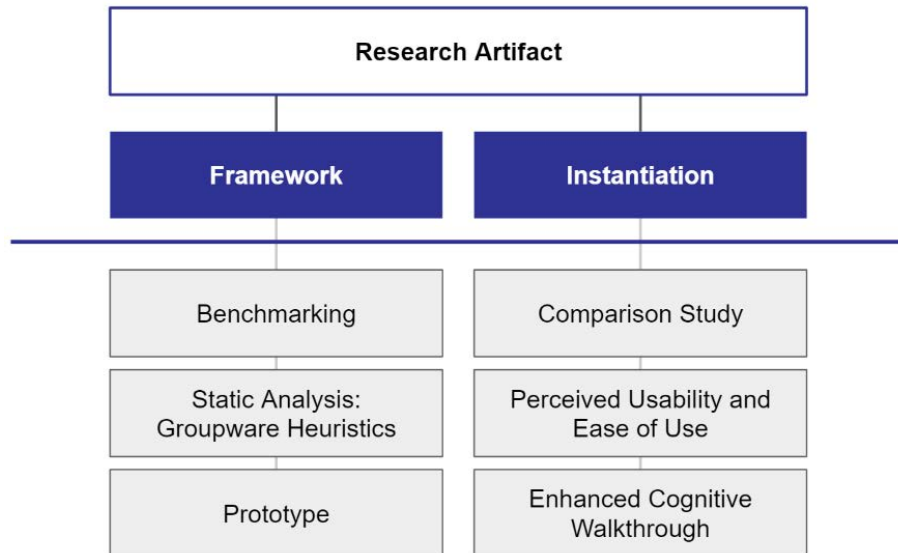 Research Artifact
Framework
Instantiation
Benchmarking
Comparison Study
Static Analysis:
Groupware Heuristics
Perceived Usability and
Ease of Use
Prototype
Enhanced Cognitive
Walkthrough